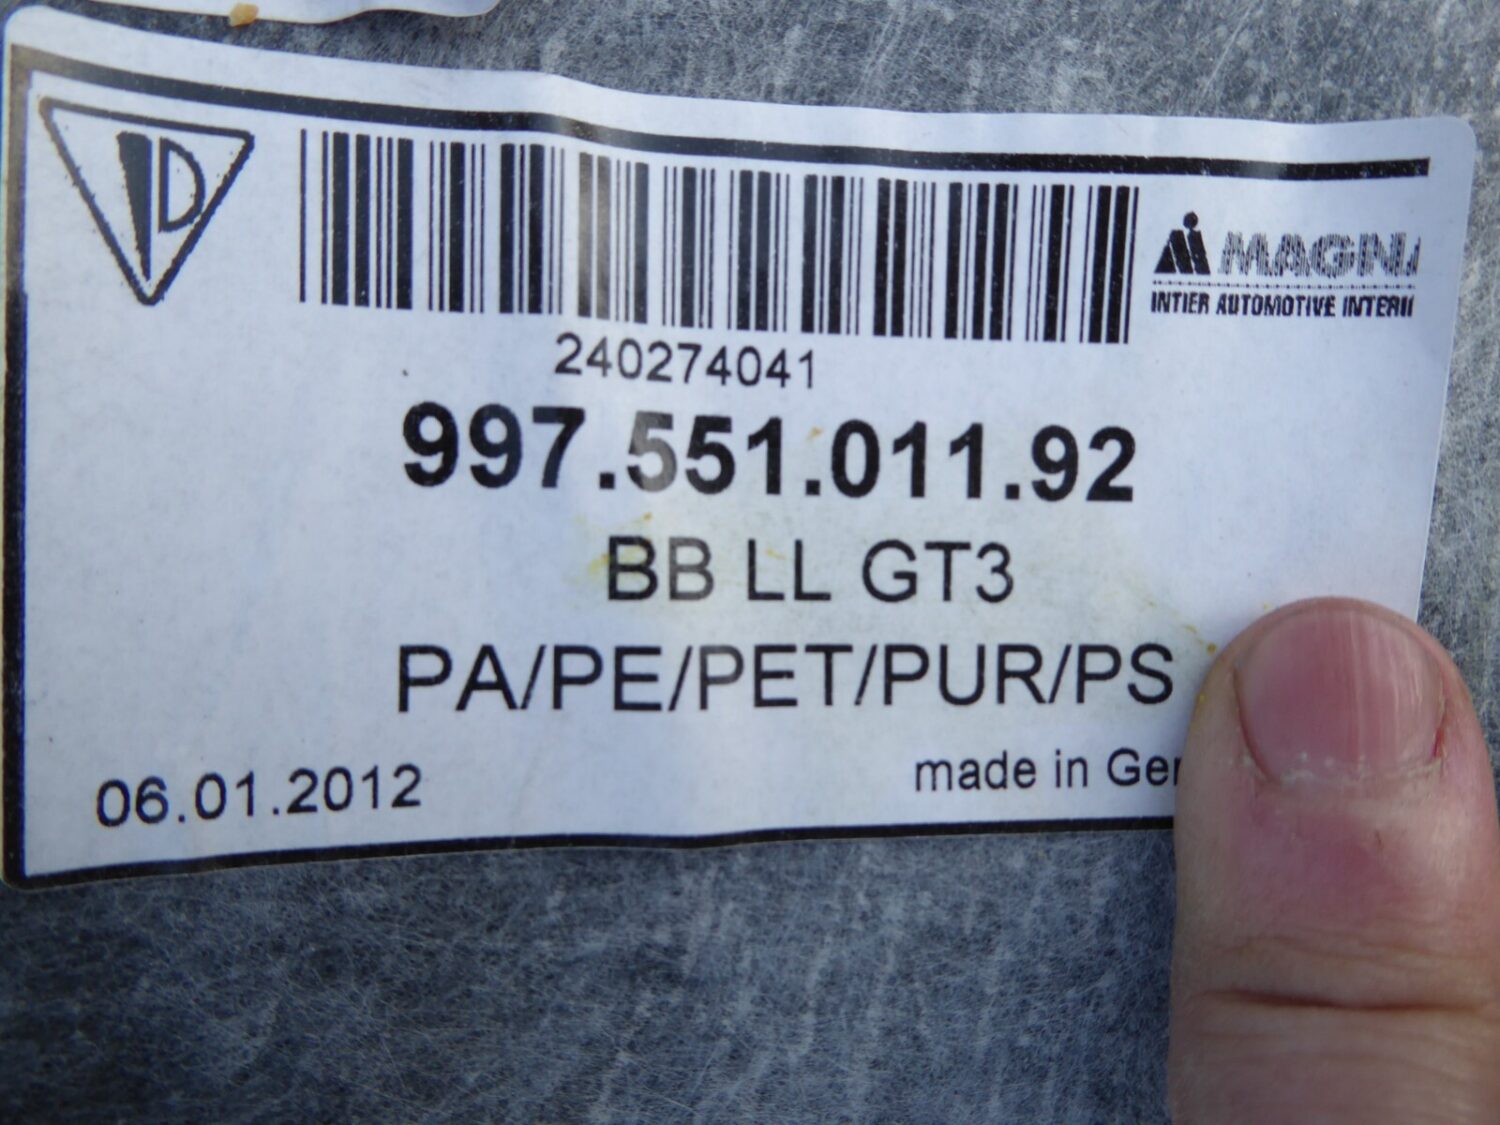 MAGNA
INTIER AUTOMOTIVE INTERI
240274041
997.551.011.92
BB LL GT3
PA/PE/PET/PUR/PS
06.01.2012
made in Ger